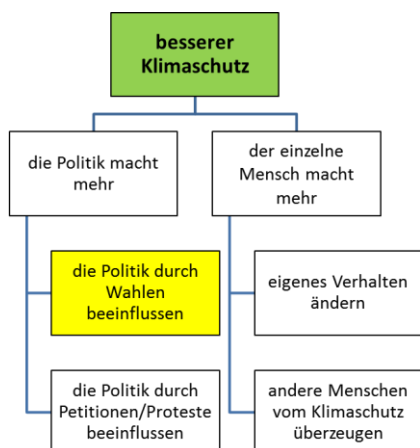 besserer
Klimaschutz
die Politik macht
mehr
der einzelne
Mensch macht
mehr
die Politik durch
Wahlen
beeinflussen
eigenes Verhalten
ändern
die Politik durch
Petitionen/Proteste
beeinflussen
andere Menschen
vom Klimaschutz
überzeugen